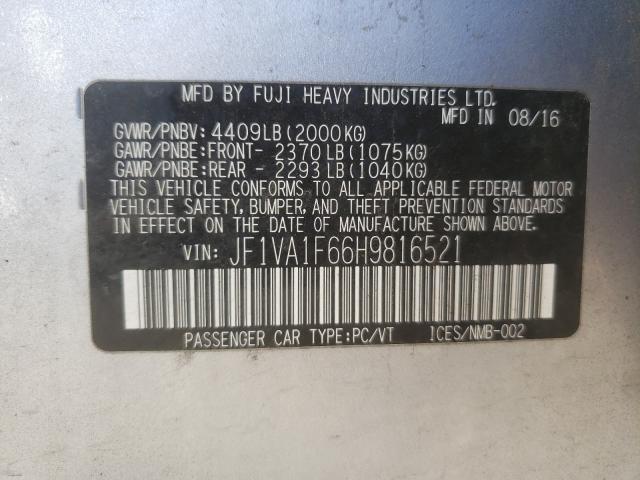 MFD BY FUJI HEAVY INDUSTRIES LTD.
MFD IN 08/16
GVWR/PNBV: 4409LB(2000KG)
GAWR/PNBE:FRONT- 2370LB(1075KG)
GAWR/PNBE:REAR - 2293LB(1040KG)
THIS VEHICLE CONFORMS TO ALL APPLICABLE FEDERAL MOTOR
VEHICLE SAFETY, BUMPER, AND THEFT PREVENTION STANDARDS
IN EFFECT ON THE DATE OF MANUFACTURE SHOWN ABOVE.
VIN: JF1VA1F66H9816521
PASSENGER CAR TYPE:PC/VT ICES/NMB-002